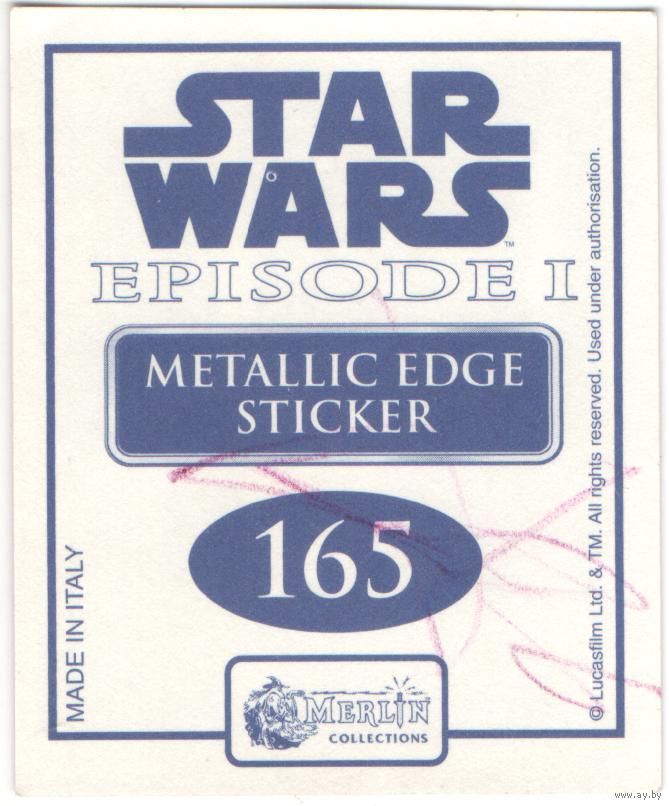 STAR
WARS
™
EPISODE I
METALLIC EDGE
STICKER
165
MERLIN
COLLECTIONS
MADE IN ITALY
© Lucasfilm Ltd. & TM. All rights reserved. Used under authorisation.
www.ay.by